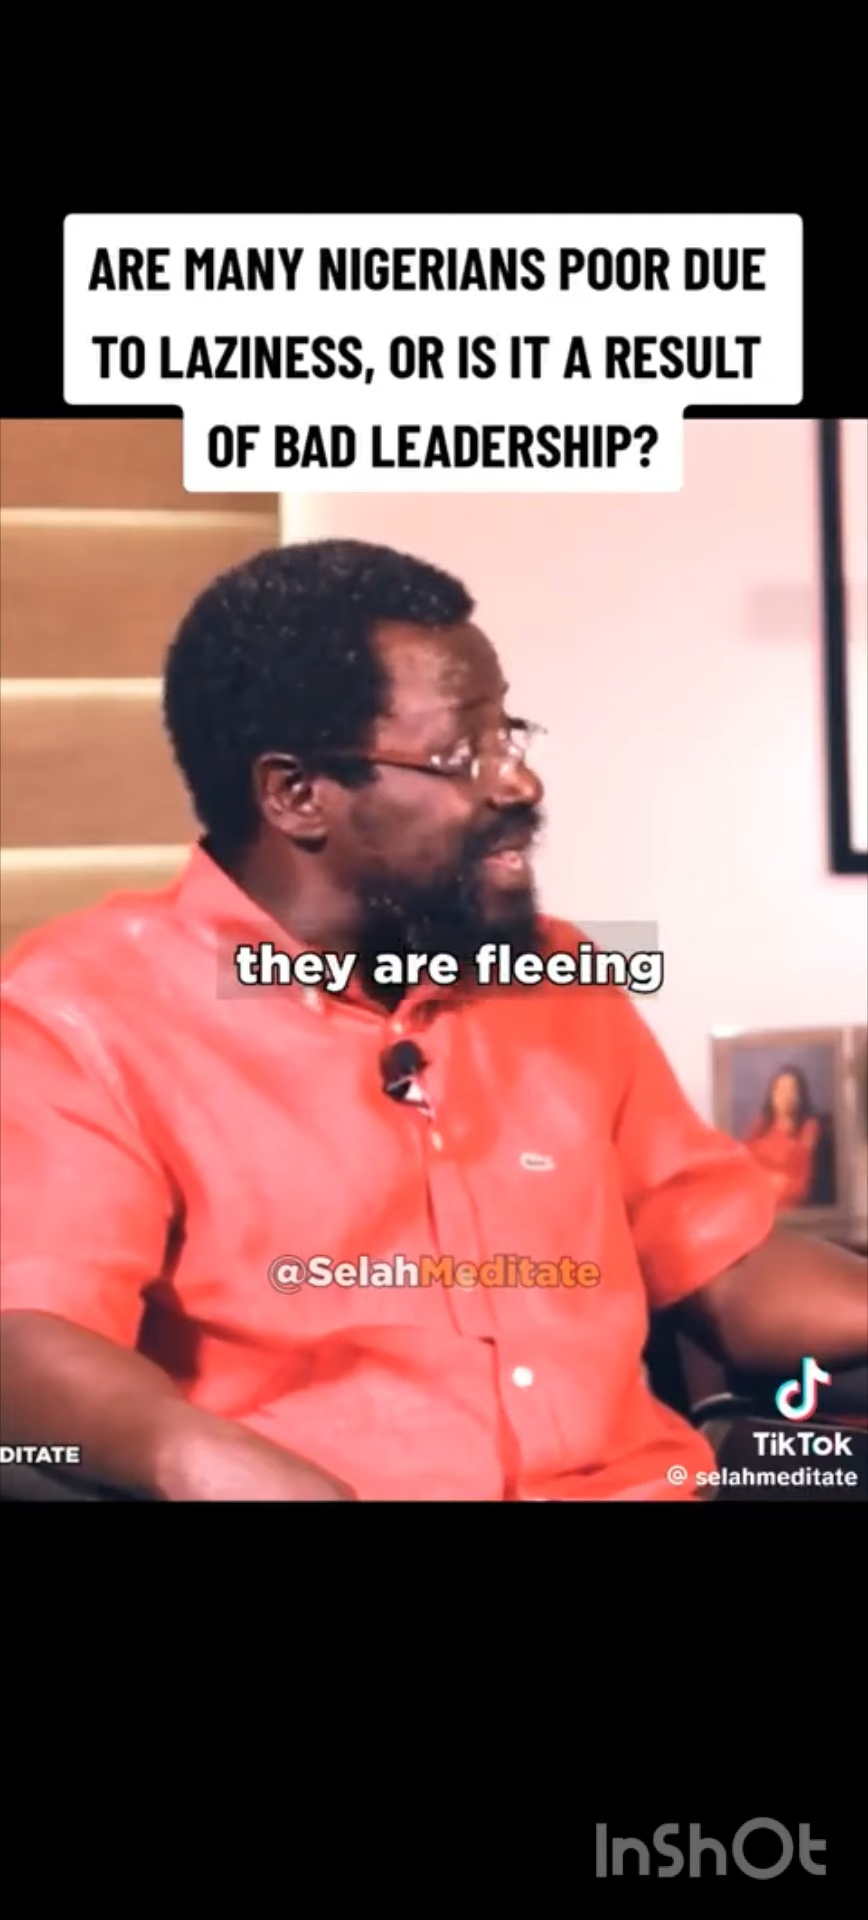 ARE MANY NIGERIANS POOR DUE
TO LAZINESS, OR IS IT A RESULT
OF BAD LEADERSHIP?
they are fleeing
@SelahMeditate
DITATE
TikTok
@ selahmeditate
InShOt